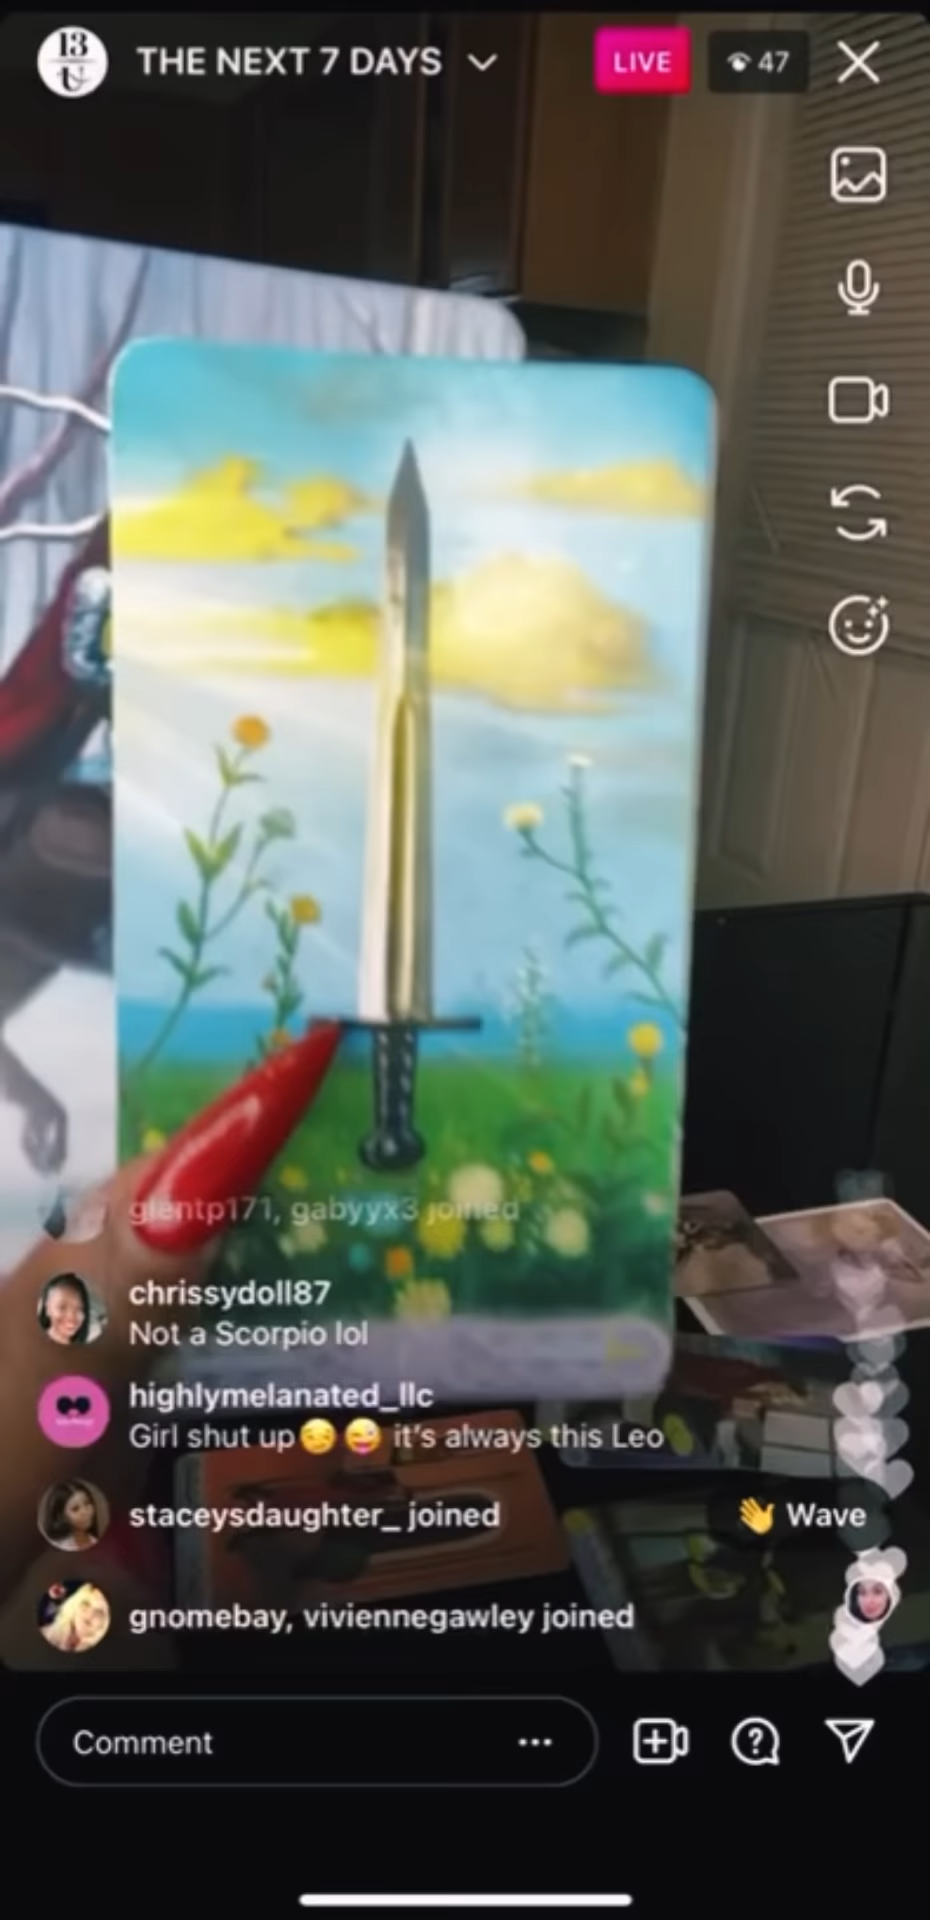 13
U
THE NEXT 7 DAYS
LIVE
47
glentp171, gabyyx3 joined
chrissydoll87
Not a Scorpio lol
highlymelanated_llc
Girl shut up😏😜 it's always this Leo
staceysdaughter_ joined
👋 Wave
gnomebay, viviennegawley joined
Comment